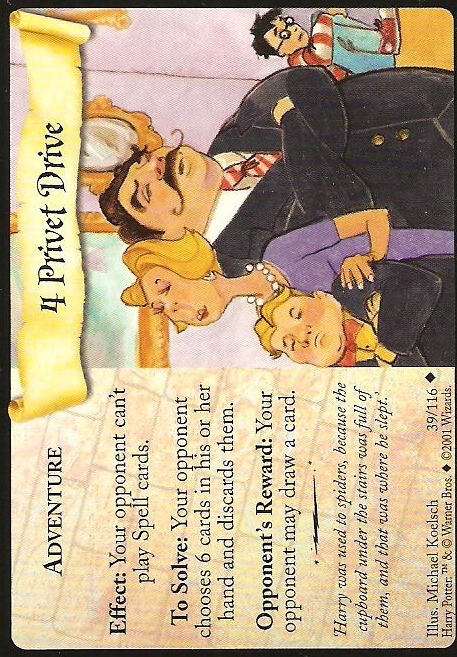 4 Privet Drive
ADVENTURE
Effect: Your opponent can't
play Spell cards.
To Solve: Your opponent
chooses 6 cards in his or her
hand and discards them.
Opponent's Reward: Your
opponent may draw a card.
'Harry was used to spiders, because the
cupboard under the stairs was full of
them, and that was where he slept.'
Illus. Michael Koelsch 39/116 ◆
Harry Potter,™ & © Warner Bros. ◆ ©2001 Wizards.